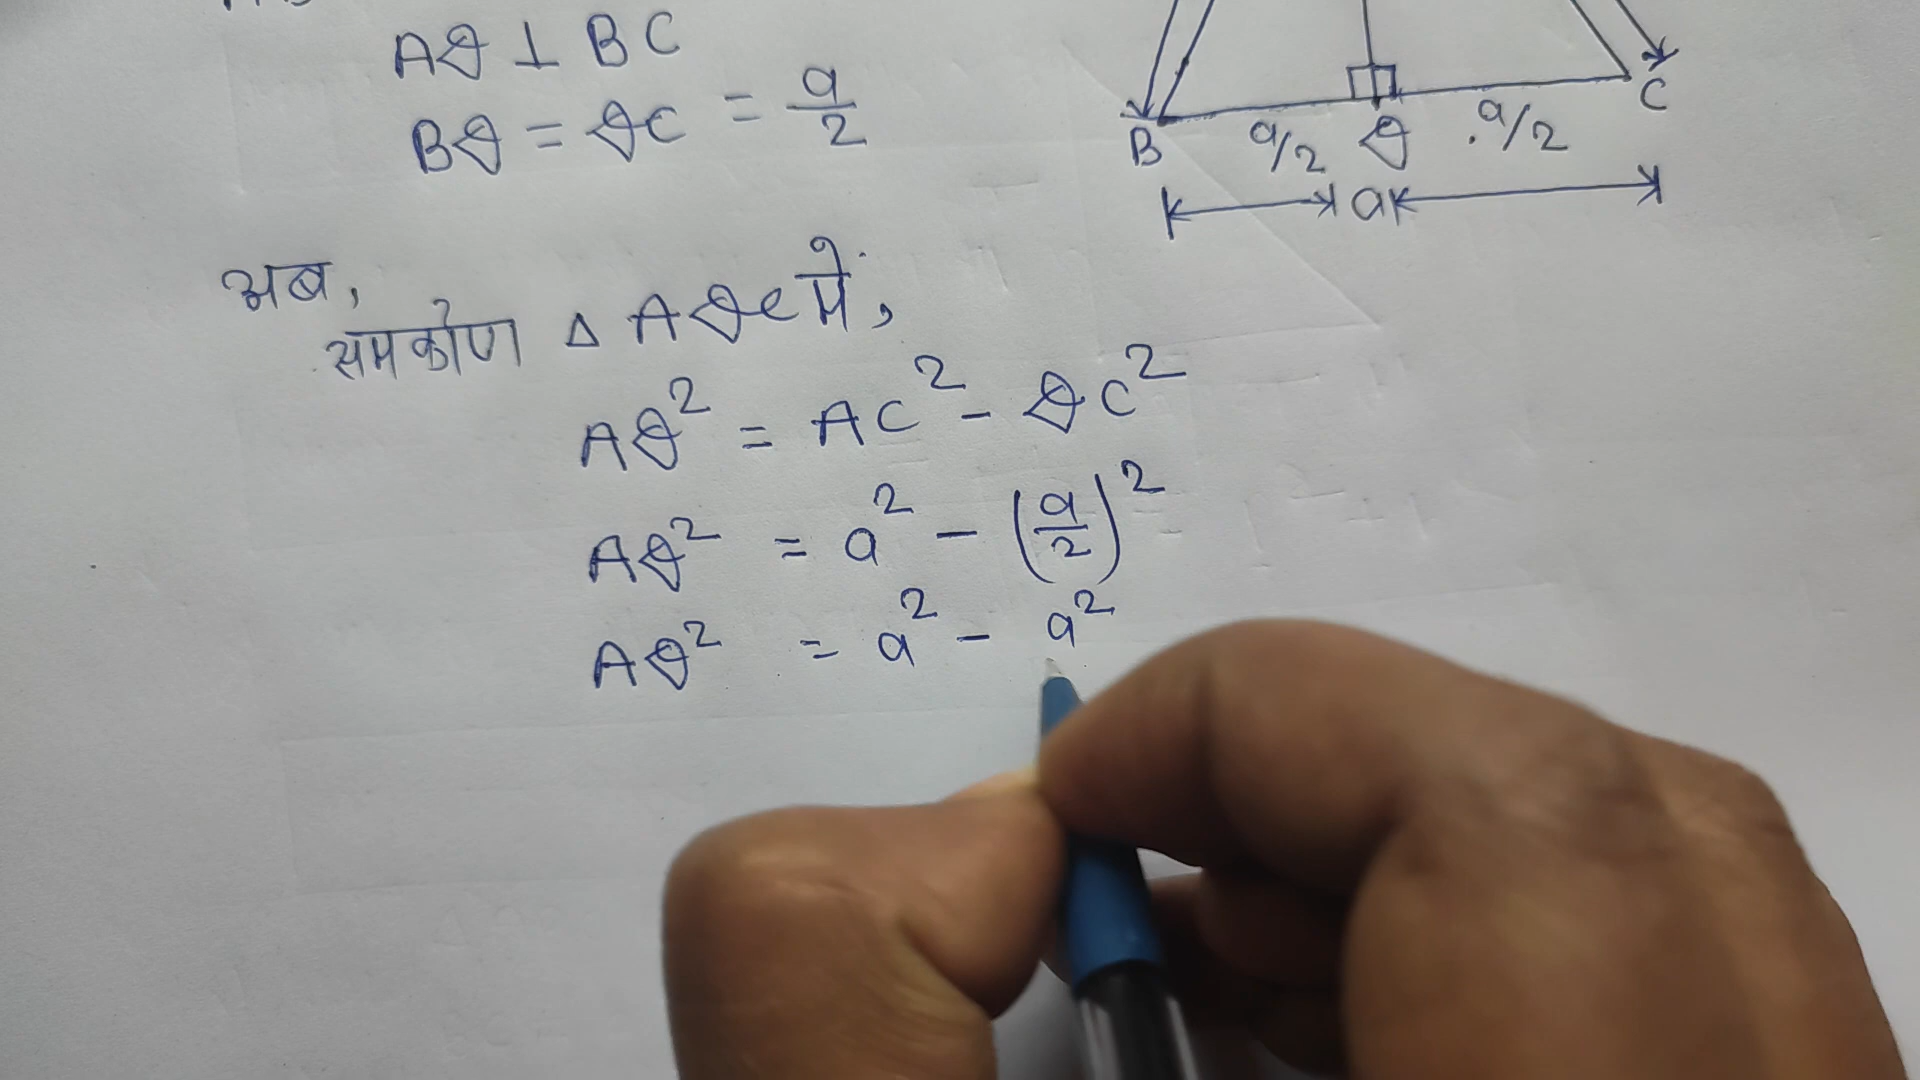 AD ⊥ BC
BD = DC = a/2
B a/2 D a/2 C
a
अब,
समकोण Δ ADC में,
AD² = AC² - DC²
AD² = a² - (a/2)²
AD² = a² - a²